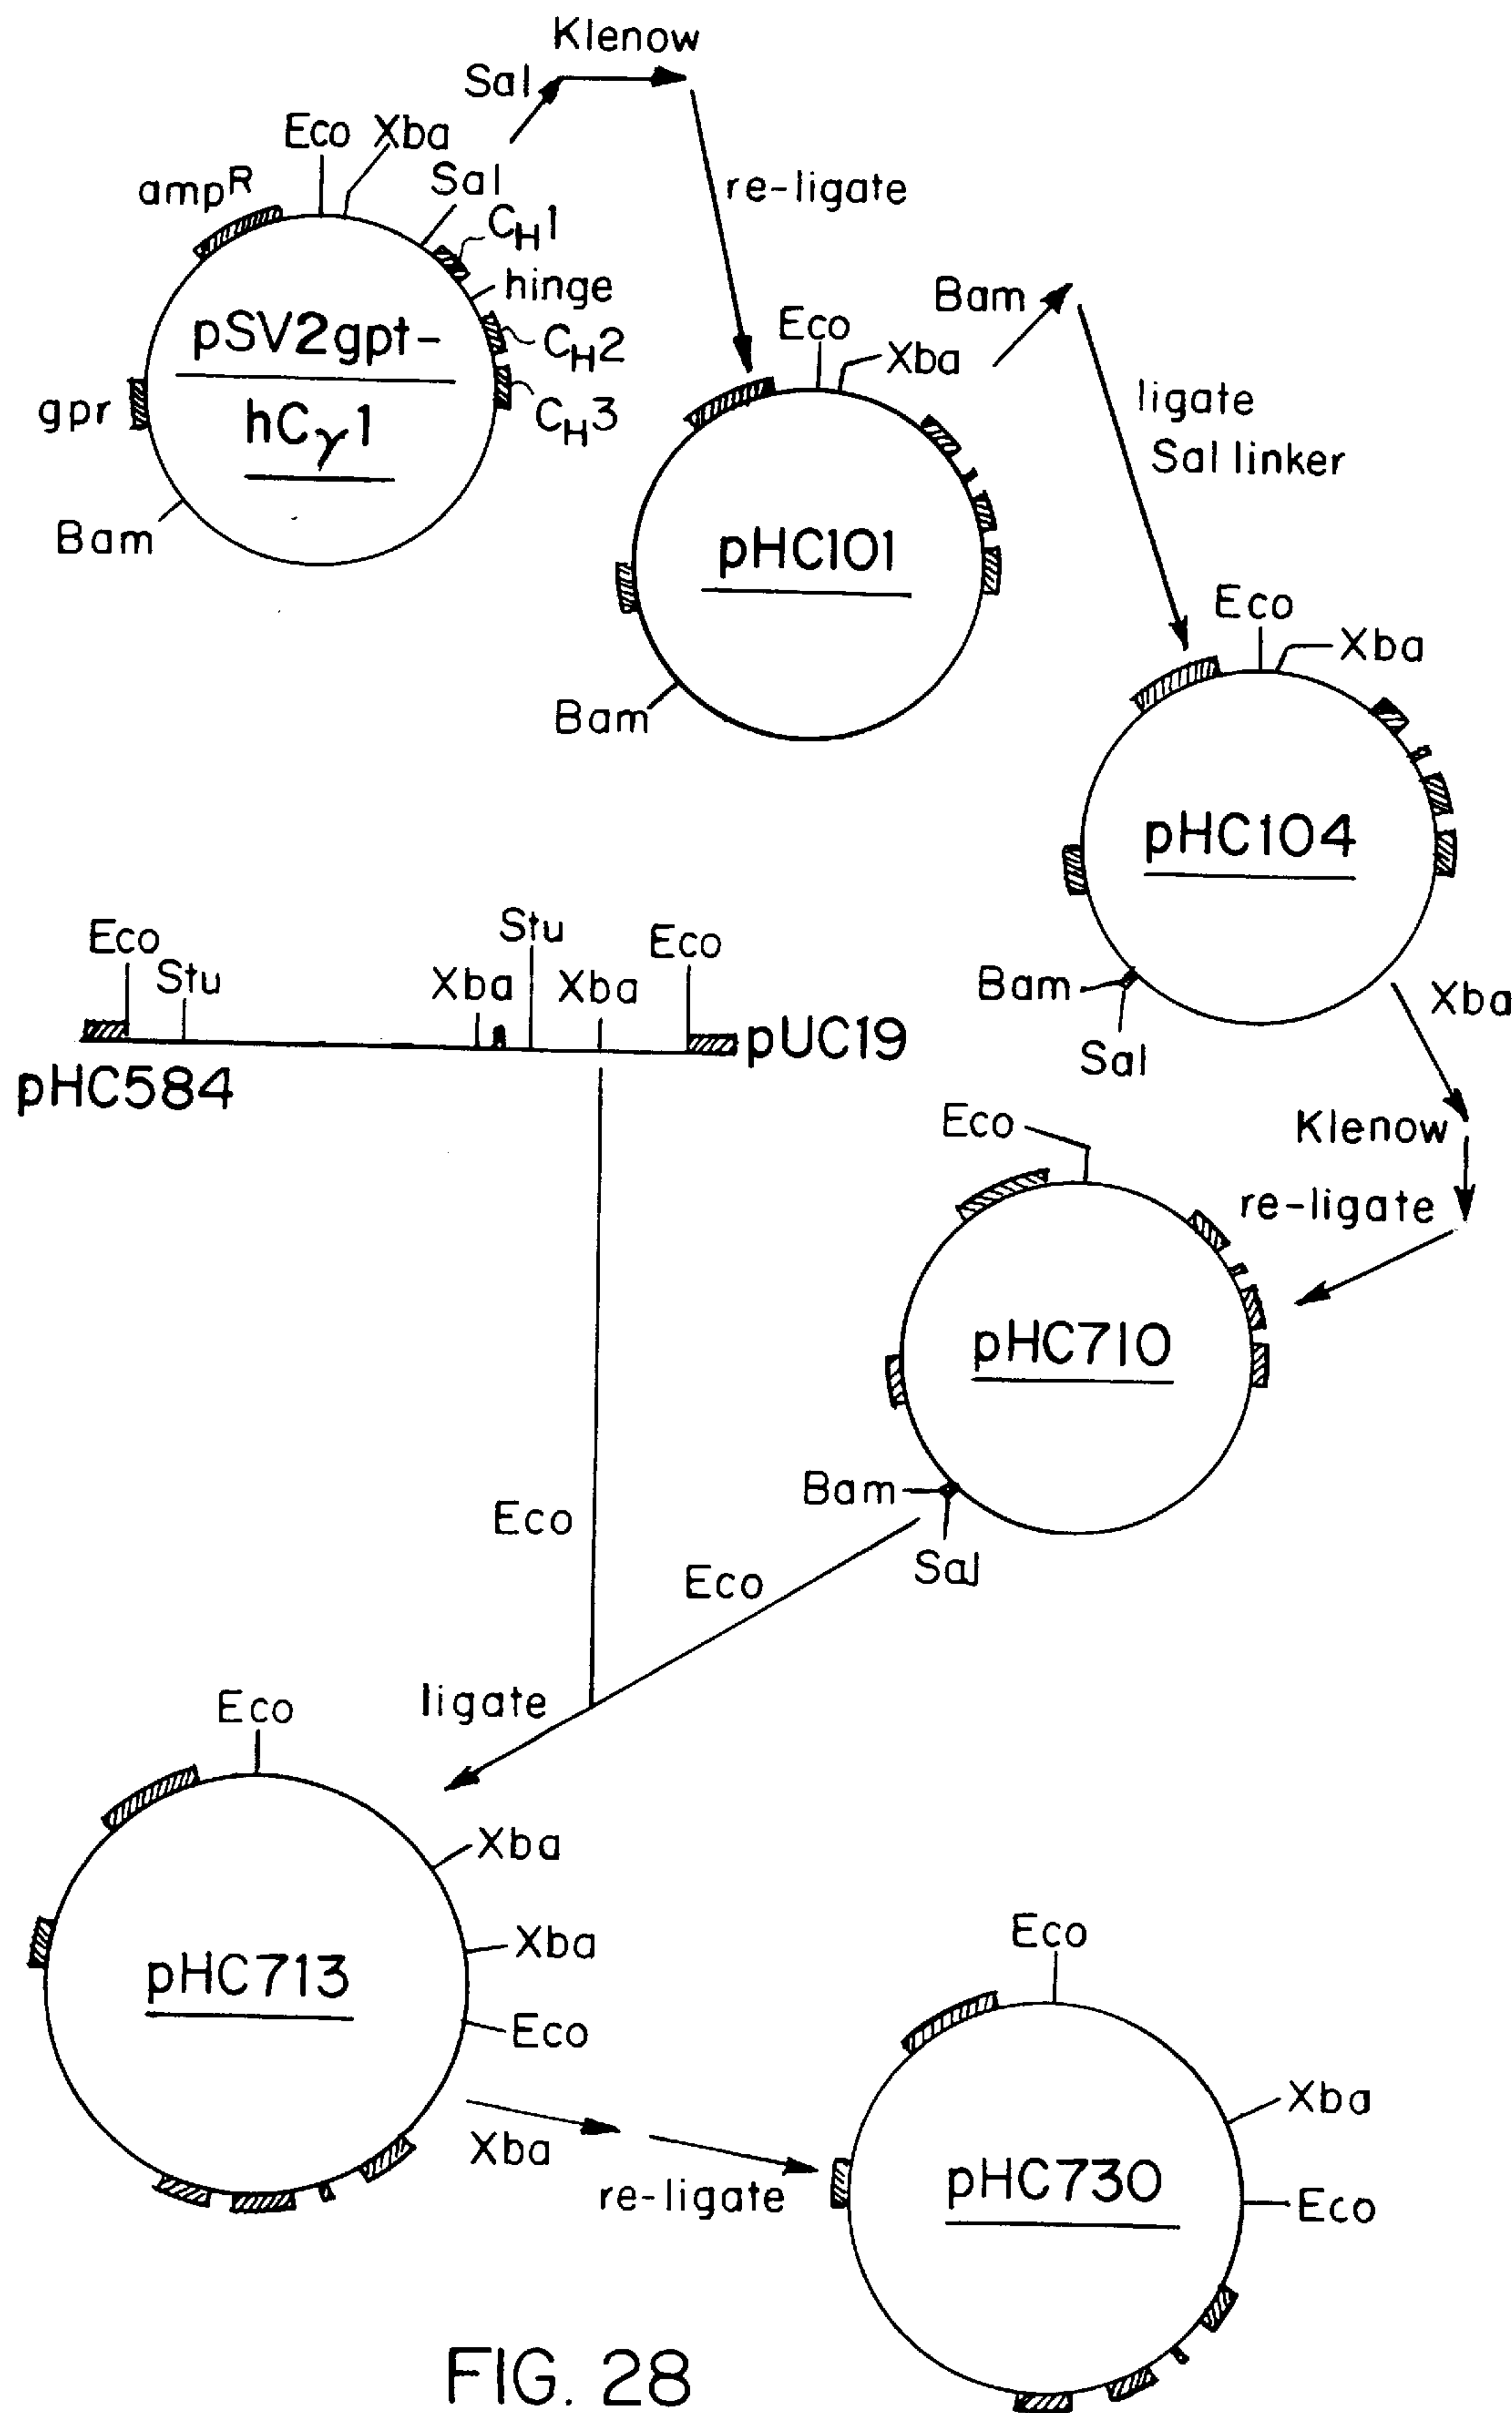 Klenow
Sal
re-ligate
Eco
Xba
Sal
ampR
CH1
hinge
CH2
CH3
pSV2gpt-
hCγ1
gpr
Bam
Eco
Xba
Bam
ligate
Sal linker
pHC101
Bam
Eco
Xba
pHC104
Bam
Sal
Xba
Klenow
re-ligate
Eco
Stu
Xba
Stu
Xba
Eco
pUC19
pHC584
Eco
pHC710
Bam
Sal
Eco
Eco
ligate
Eco
Xba
Xba
Eco
pHC713
Xba
re-ligate
Eco
Xba
Eco
pHC730
FIG. 28